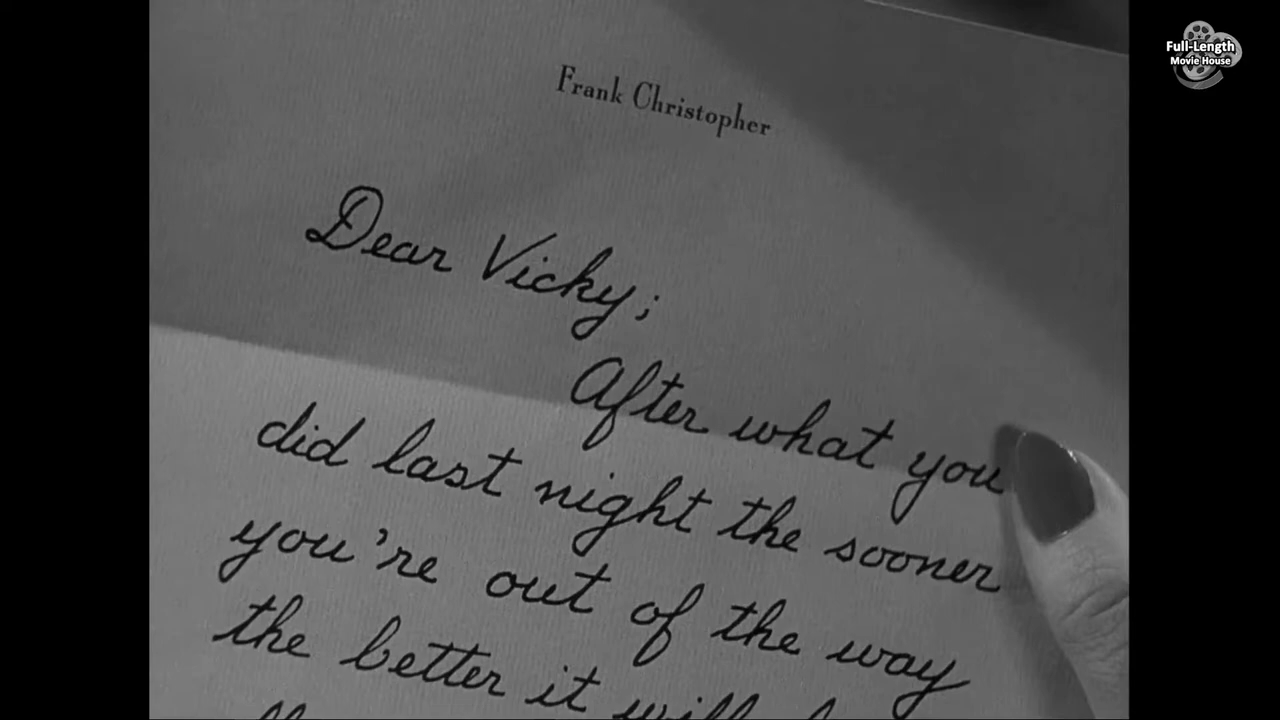 Full-Length
Movie House
Frank Christopher
Dear Vicky;
After what you
did last night the sooner
you're out of the way
the better it will